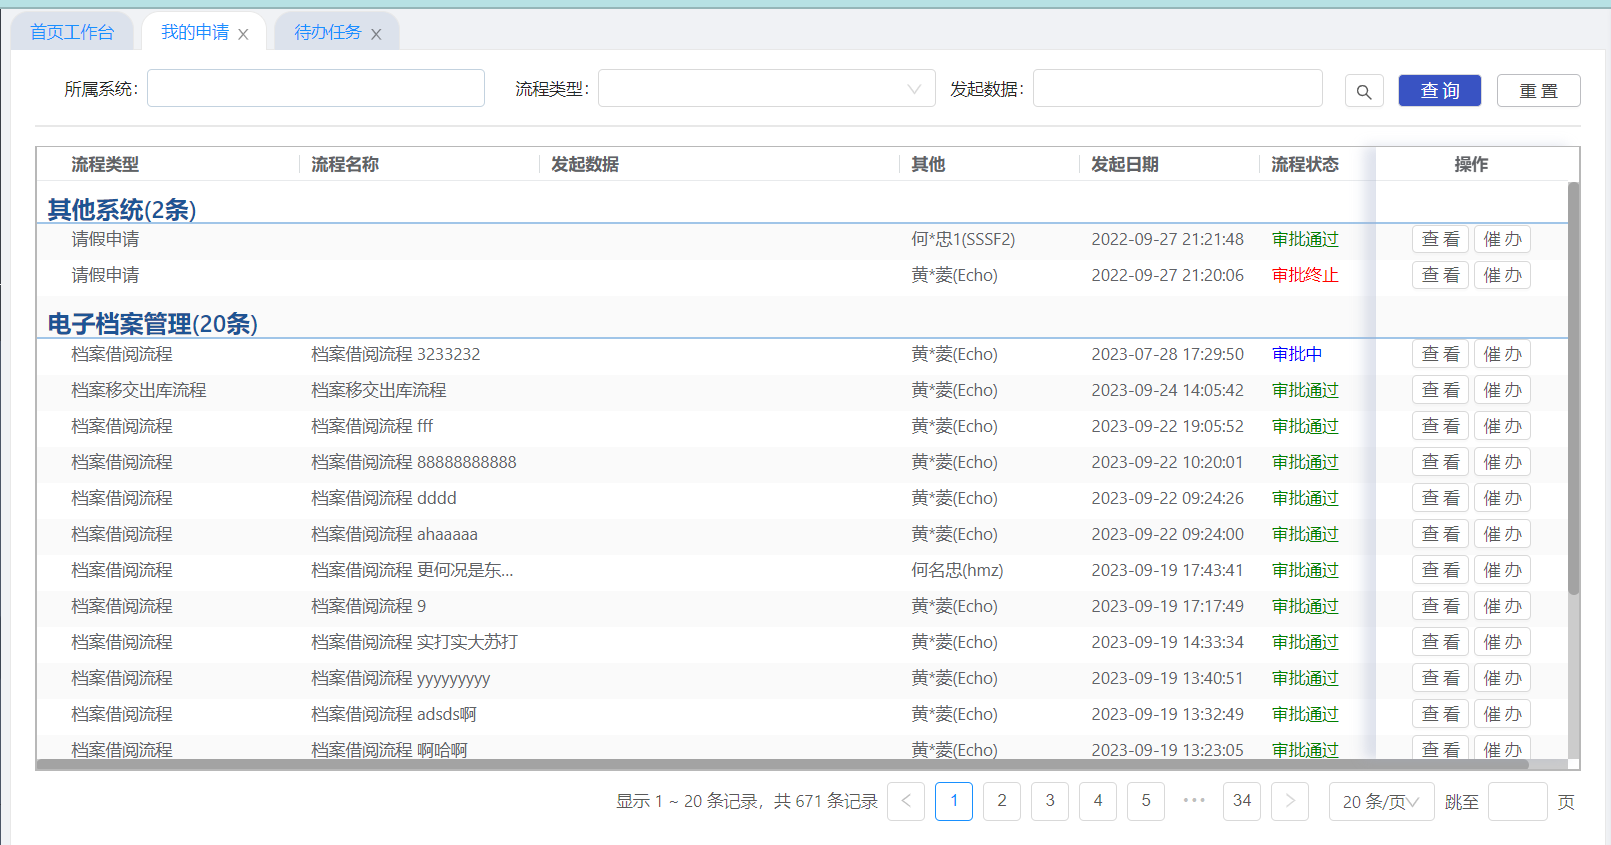 首页工作台 我的申请 待办任务
所属系统: 流程类型: 发起数据: 查 询 重 置
流程类型 流程名称 发起数据 其他 发起日期 流程状态 操作
其他系统(2条)
请假申请 何*忠1(SSSF2) 2022-09-27 21:21:48 审批通过 查 看 催 办
请假申请 黄*菱(Echo) 2022-09-27 21:20:06 审批终止 查 看 催 办
电子档案管理(20条)
档案借阅流程 档案借阅流程 3233232 黄*菱(Echo) 2023-07-28 17:29:50 审批中 查 看 催 办
档案移交出库流程 档案移交出库流程 黄*菱(Echo) 2023-09-24 14:05:42 审批通过 查 看 催 办
档案借阅流程 档案借阅流程 fff 黄*菱(Echo) 2023-09-22 19:05:52 审批通过 查 看 催 办
档案借阅流程 档案借阅流程 88888888888 黄*菱(Echo) 2023-09-22 10:20:01 审批通过 查 看 催 办
档案借阅流程 档案借阅流程 dddd 黄*菱(Echo) 2023-09-22 09:24:26 审批通过 查 看 催 办
档案借阅流程 档案借阅流程 ahaaaaa 黄*菱(Echo) 2023-09-22 09:24:00 审批通过 查 看 催 办
档案借阅流程 档案借阅流程 更何况是东... 何名忠(hmz) 2023-09-19 17:43:41 审批通过 查 看 催 办
档案借阅流程 档案借阅流程 9 黄*菱(Echo) 2023-09-19 17:17:49 审批通过 查 看 催 办
档案借阅流程 档案借阅流程 实打实大苏打 黄*菱(Echo) 2023-09-19 14:33:34 审批通过 查 看 催 办
档案借阅流程 档案借阅流程 yyyyyyyyy 黄*菱(Echo) 2023-09-19 13:40:51 审批通过 查 看 催 办
档案借阅流程 档案借阅流程 adsds啊 黄*菱(Echo) 2023-09-19 13:32:49 审批通过 查 看 催 办
档案借阅流程 档案借阅流程 啊哈啊 黄*菱(Echo) 2023-09-19 13:23:05 审批通过 查 看 催 办
显示 1 ~ 20 条记录，共 671 条记录 < 1 2 3 4 5 ••• 34 > 20 条/页 跳至 页